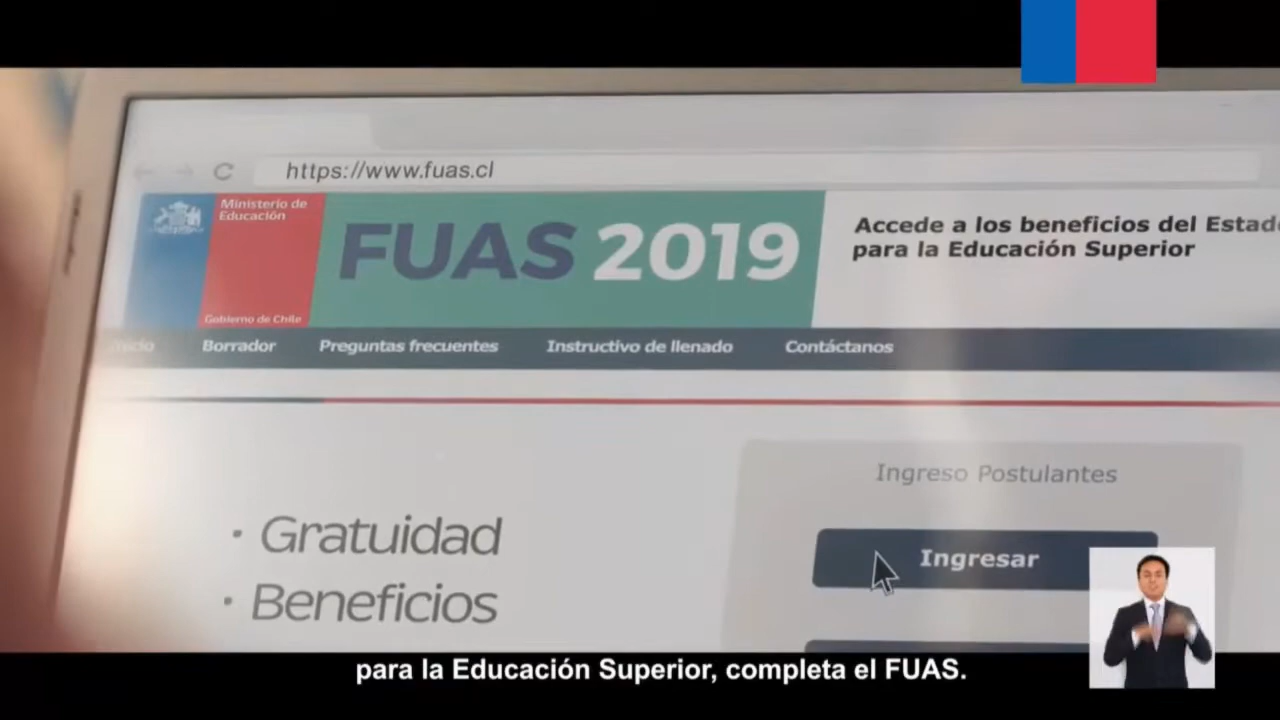 https://www.fuas.cl
Ministerio de
Educación
Gobierno de Chile
FUAS 2019
Accede a los beneficios del Estado
para la Educación Superior
Inicio
Borrador
Preguntas frecuentes
Instructivo de llenado
Contáctanos
Ingreso Postulantes
· Gratuidad
Ingresar
· Beneficios
para la Educación Superior, completa el FUAS.